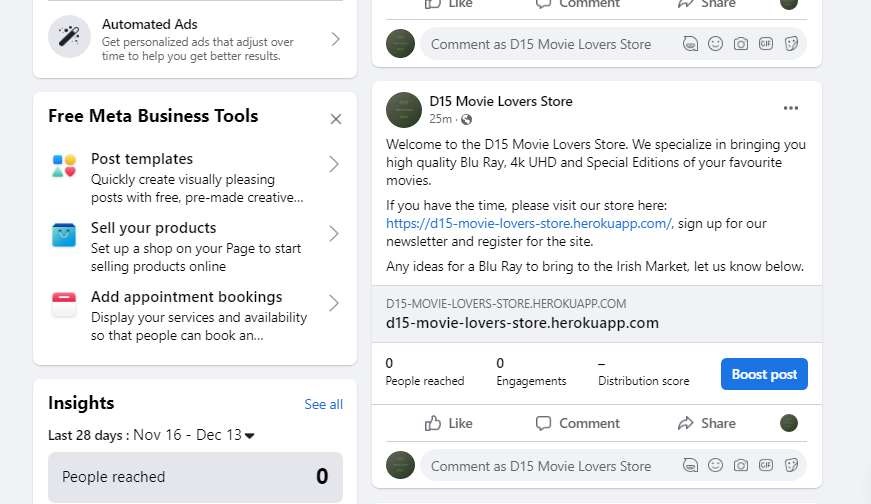 Automated Ads
Get personalized ads that adjust over
time to help you get better results.
Free Meta Business Tools
Post templates
Quickly create visually pleasing
posts with free, pre-made creative...
Sell your products
Set up a shop on your Page to start
selling products online
Add appointment bookings
Display your services and availability
so that people can book an...
Insights
See all
Last 28 days : Nov 16 - Dec 13
People reached
0
Like
Comment
Share
Comment as D15 Movie Lovers Store
GIF
D15 Movie Lovers Store
25m ·
Welcome to the D15 Movie Lovers Store. We specialize in bringing you
high quality Blu Ray, 4k UHD and Special Editions of your favourite
movies.
If you have the time, please visit our store here:
https://d15-movie-lovers-store.herokuapp.com/, sign up for our
newsletter and register for the site.
Any ideas for a Blu Ray to bring to the Irish Market, let us know below.
D15-MOVIE-LOVERS-STORE.HEROKUAPP.COM
d15-movie-lovers-store.herokuapp.com
0
People reached
0
Engagements
–
Distribution score
Boost post
Like
Comment
Share
Comment as D15 Movie Lovers Store
GIF